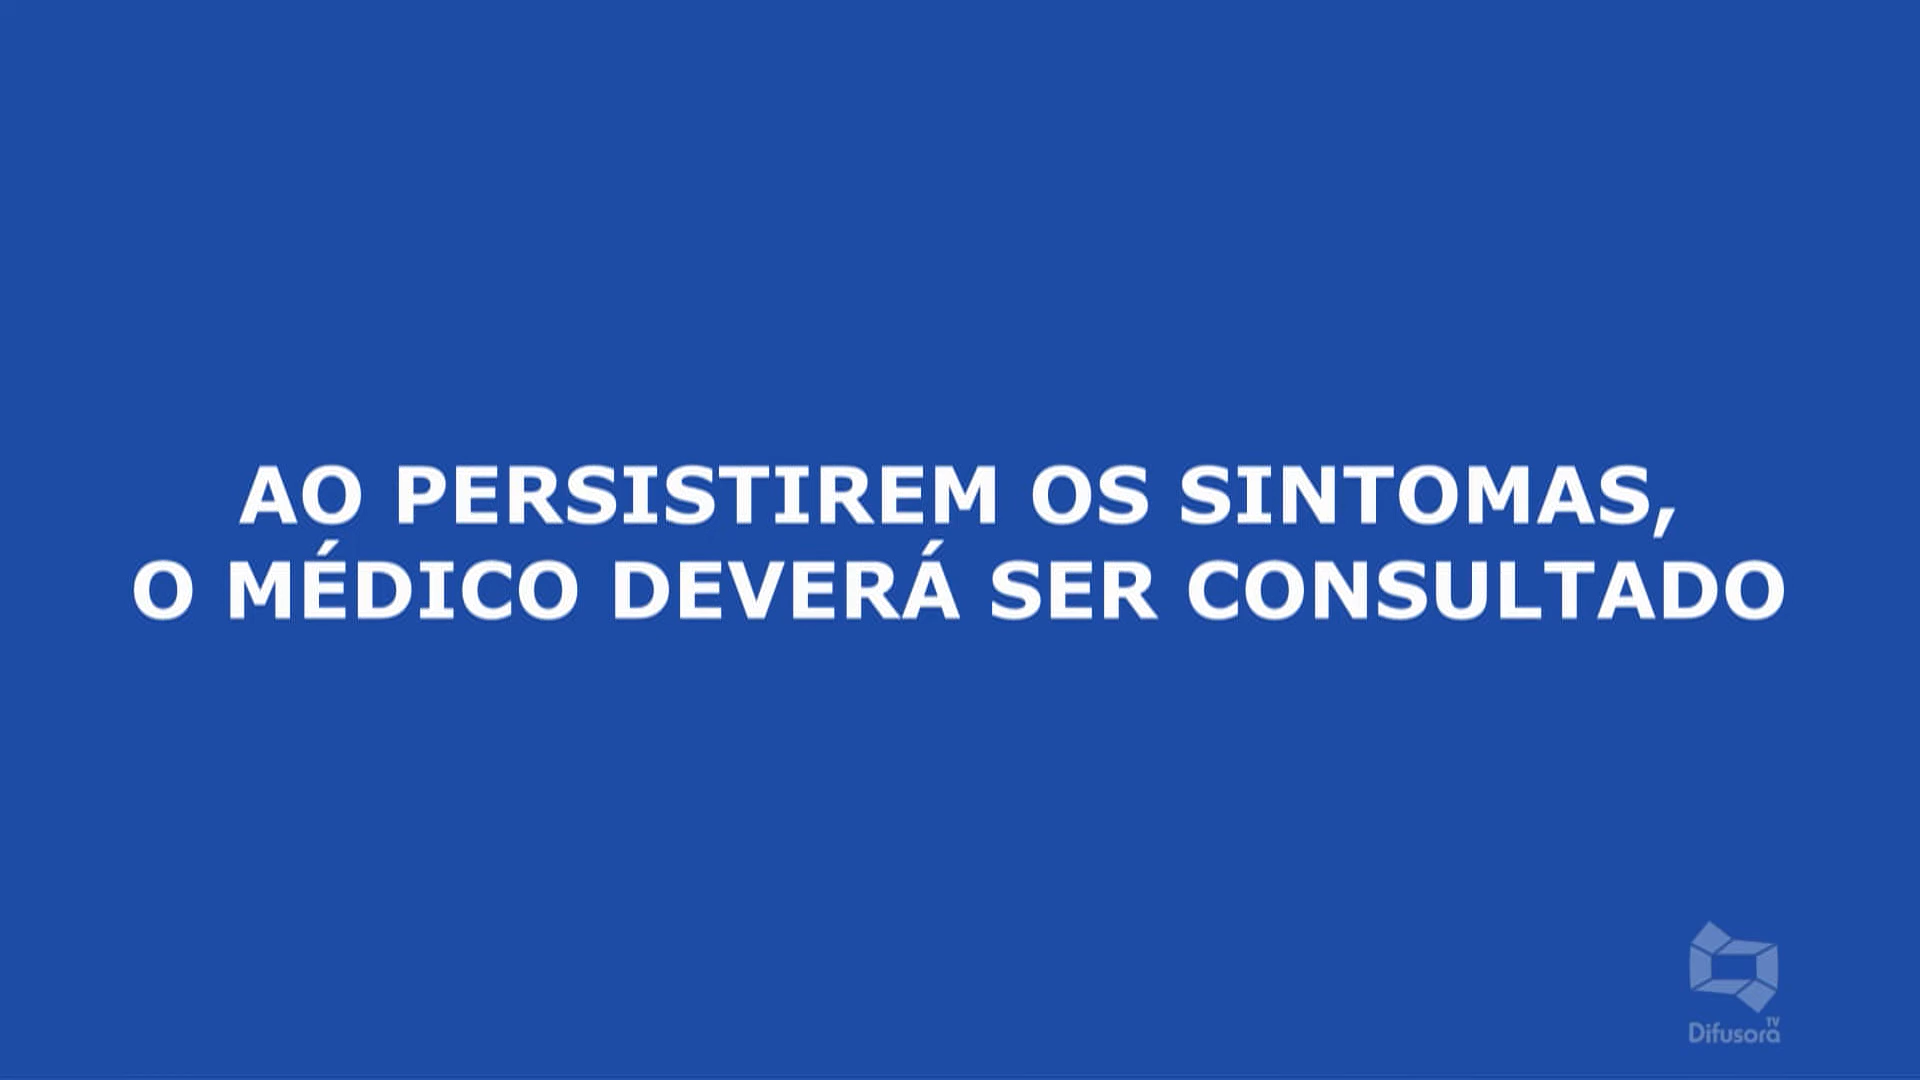 AO PERSISTIREM OS SINTOMAS,
O MÉDICO DEVERÁ SER CONSULTADO
TV
Difusora